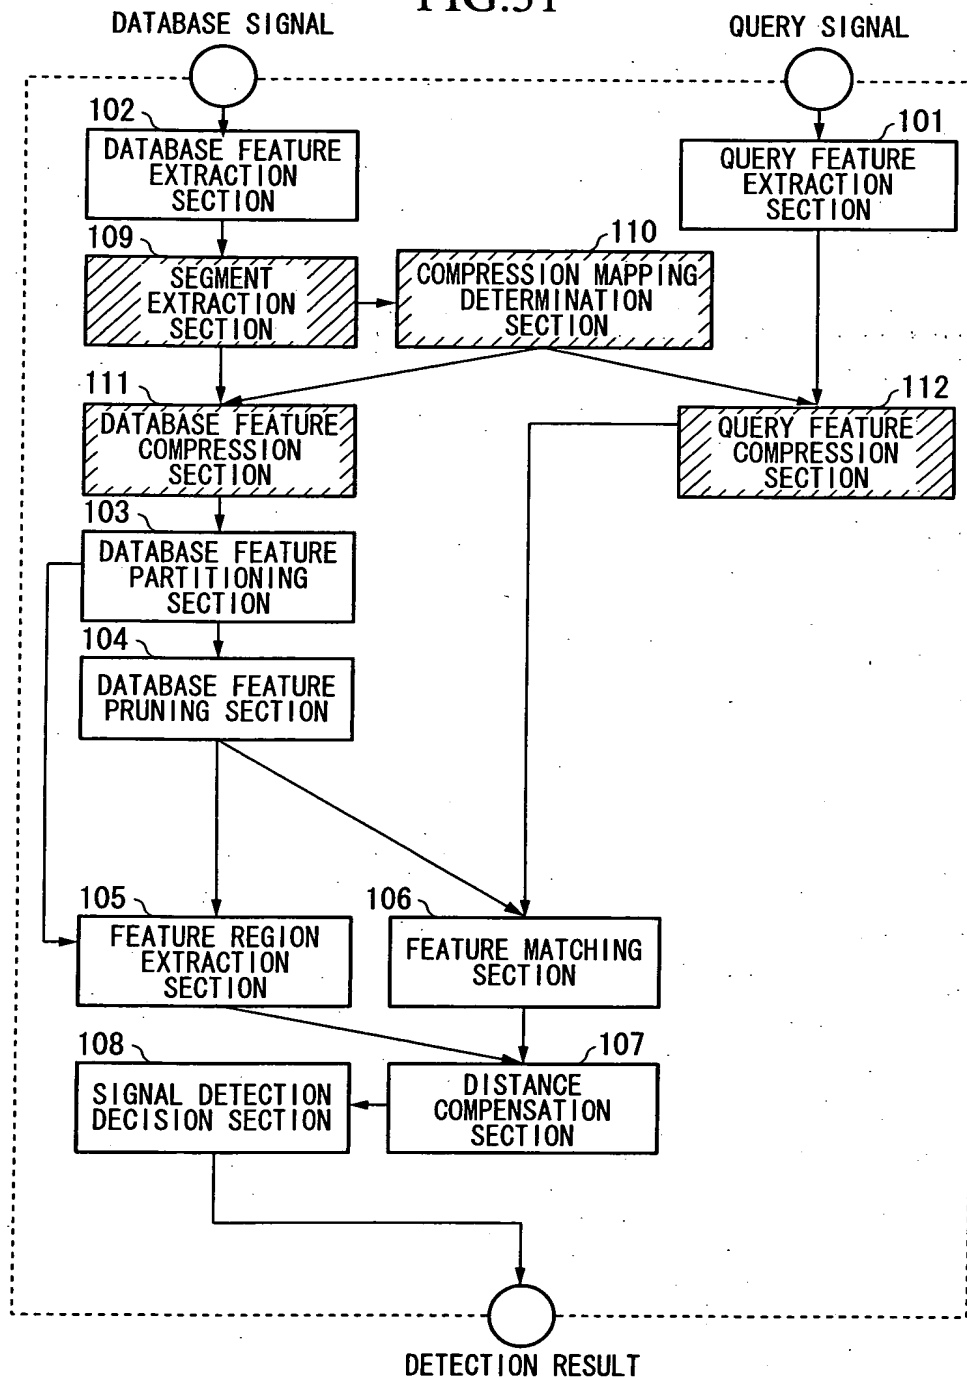 FIG.31
DATABASE SIGNAL
QUERY SIGNAL
102
DATABASE FEATURE
EXTRACTION
SECTION
101
QUERY FEATURE
EXTRACTION
SECTION
109
SEGMENT
EXTRACTION
SECTION
110
COMPRESSION MAPPING
DETERMINATION
SECTION
111
DATABASE FEATURE
COMPRESSION
SECTION
112
QUERY FEATURE
COMPRESSION
SECTION
103
DATABASE FEATURE
PARTITIONING
SECTION
104
DATABASE FEATURE
PRUNING SECTION
105
FEATURE REGION
EXTRACTION
SECTION
106
FEATURE MATCHING
SECTION
108
SIGNAL DETECTION
DECISION SECTION
107
DISTANCE
COMPENSATION
SECTION
DETECTION RESULT